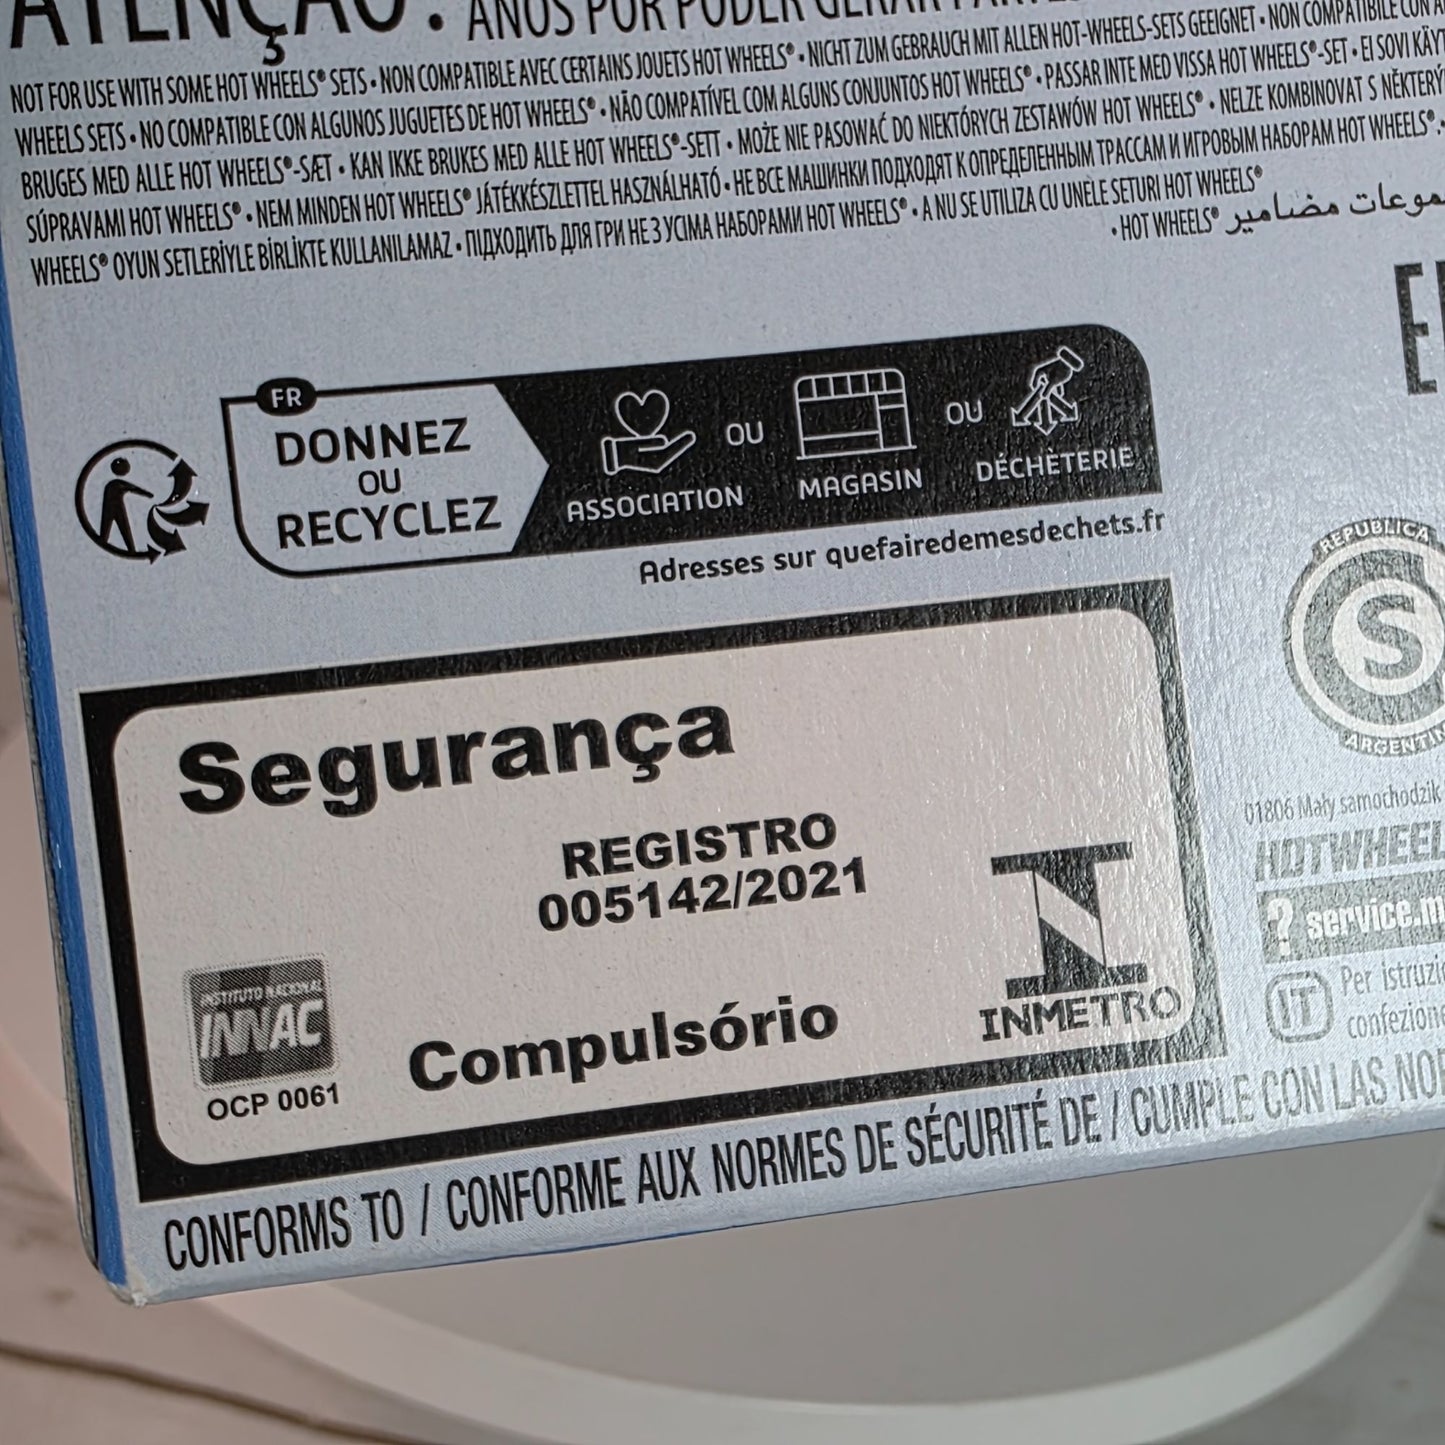 ATENÇÃO: ANOS POR PODER GERAR
NOT FOR USE WITH SOME HOT WHEELS® SETS • NON COMPATIBLE AVEC CERTAINS JOUETS HOT WHEELS® • NICHT ZUM GEBRAUCH MIT ALLEN HOT-WHEELS-SETS GEEIGNET • NON COMPATIBILE CON
WHEELS SETS • NO COMPATIBLE CON ALGUNOS JUGUETES DE HOT WHEELS® • NÃO COMPATÍVEL COM ALGUNS CONJUNTOS HOT WHEELS® • PASSAR INTE MED VISSA HOT WHEELS®-SET • EI SOVI
BRUGES MED ALLE HOT WHEELS®-SÆT • KAN IKKE BRUKES MED ALLE HOT WHEELS®-SETT • MOŻE NIE PASOWAĆ DO NIEKTÓRYCH ZESTAWÓW HOT WHEELS® • NELZE KOMBINOVAT S
SÚPRAVAMI HOT WHEELS® • NEM MINDEN HOT WHEELS® JÁTÉKKÉSZLETTEL HASZNÁLHATÓ • НЕ ВСЕ МАШИНКИ ПОДХОДЯТ К ОПРЕДЕЛЕННЫМ ТРАССАМ И ИГРОВЫМ НАБОРАМ HOT WHEELS®.
WHEELS® OYUN SETLERİYLE BİRLİKTE KULLANILAMAZ • ПІДХОДИТЬ ДЛЯ ГРИ НЕ З УСІМА НАБОРАМИ HOT WHEELS® • A NU SE UTILIZA CU UNELE SETURI HOT WHEELS®
• HOT WHEELS® مضامير
FR
DONNEZ
OU
RECYCLEZ
ASSOCIATION
OU
MAGASIN
OU
DÉCHÈTERIE
Adresses sur quefairedemesdechets.fr
Segurança
REGISTRO
005142/2021
INSTITUTO NACIONAL
INNAC
OCP 0061
Compulsório
INMETRO
REPUBLICA
S
01806 Mały samochodzik
service.m
IT
Per
CONFORMS TO / CONFORME AUX NORMES DE SÉCURITÉ DE / CUMPLE CON LAS